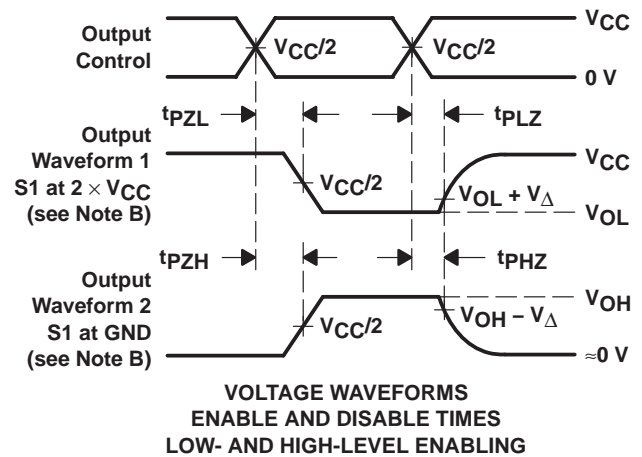 Output
Control
VCC/2
VCC/2
VCC
0 V
tPZL
tPLZ
Output
Waveform 1
S1 at 2 × VCC
(see Note B)
VCC/2
VCC
VOL + VΔ
VOL
tPZH
tPHZ
Output
Waveform 2
S1 at GND
(see Note B)
VCC/2
VOH
VOH − VΔ
≈0 V
VOLTAGE WAVEFORMS
ENABLE AND DISABLE TIMES
LOW- AND HIGH-LEVEL ENABLING